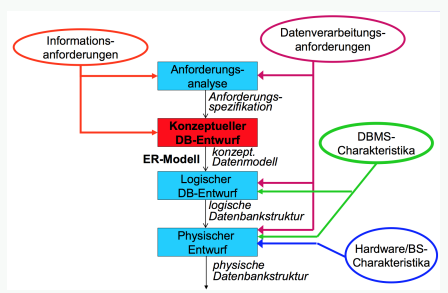 Informations-
anforderungen
Datenverarbeitungs-
anforderungen
Anforderungs-
analyse
Anforderungs-
spezifikation
Konzeptueller
DB-Entwurf
ER-Modell
konzept.
Datenmodell
DBMS-
Charakteristika
Logischer
DB-Entwurf
logische
Datenbankstruktur
Physischer
Entwurf
Hardware/BS-
Charakteristika
physische
Datenbankstruktur